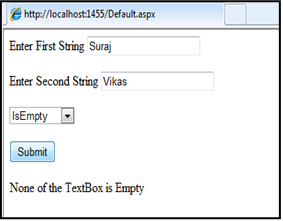 http://localhost:1455/Default.aspx
Enter First String Suraj
Enter Second String Vikas
IsEmpty
Submit
None of the TextBox is Empty